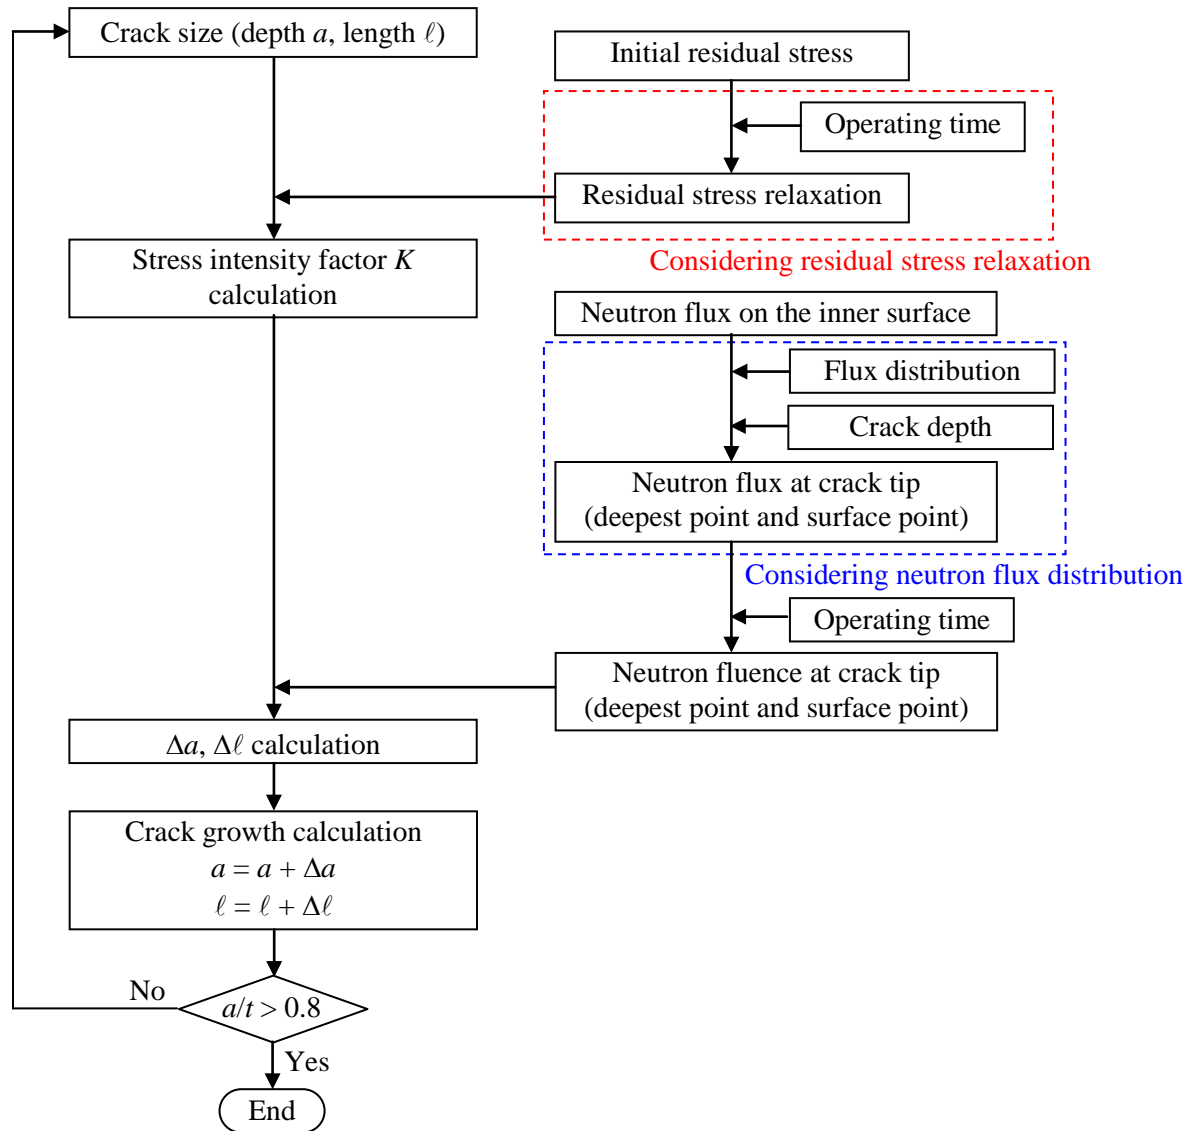 Crack size (depth a, length ℓ)
Initial residual stress
Operating time
Residual stress relaxation
Considering residual stress relaxation
Stress intensity factor K
calculation
Neutron flux on the inner surface
Flux distribution
Crack depth
Neutron flux at crack tip
(deepest point and surface point)
Considering neutron flux distribution
Operating time
Neutron fluence at crack tip
(deepest point and surface point)
Δa, Δℓ calculation
Crack growth calculation
a = a + Δa
ℓ = ℓ + Δℓ
No
a/t > 0.8
Yes
End